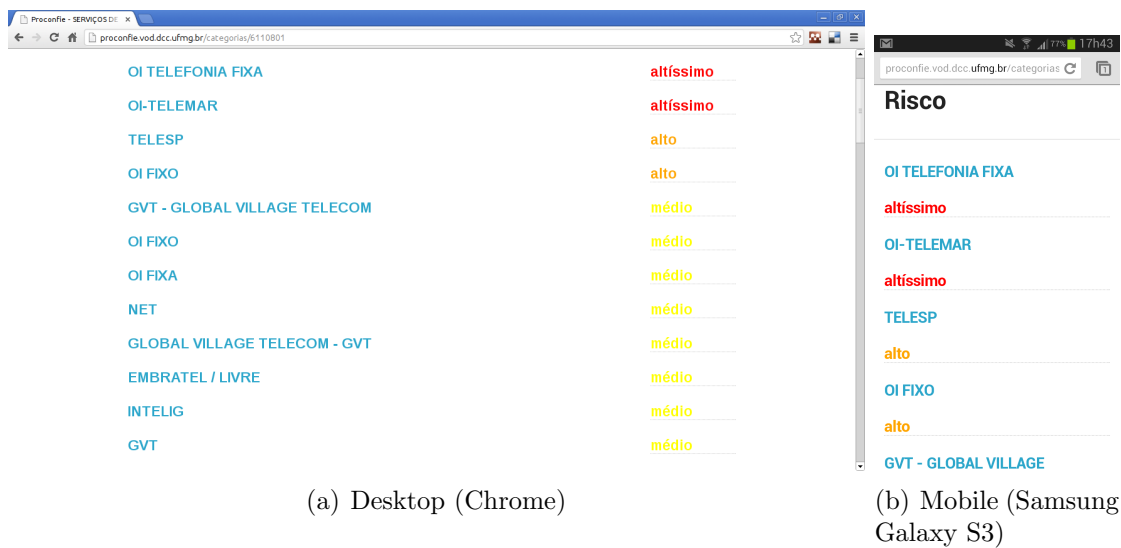 Proconfie - SERVIÇOS DE
proconfie.vod.dcc.ufmg.br/categorias/6110801
OI TELEFONIA FIXA altíssimo
OI-TELEMAR altíssimo
TELESP alto
OI FIXO alto
GVT - GLOBAL VILLAGE TELECOM médio
OI FIXO médio
OI FIXA médio
NET médio
GLOBAL VILLAGE TELECOM - GVT médio
EMBRATEL / LIVRE médio
INTELIG médio
GVT médio
(a) Desktop (Chrome)
77% 17h43
proconfie.vod.dcc.ufmg.br/categorias
1
Risco
OI TELEFONIA FIXA
altíssimo
OI-TELEMAR
altíssimo
TELESP
alto
OI FIXO
alto
GVT - GLOBAL VILLAGE
(b) Mobile (Samsung
Galaxy S3)